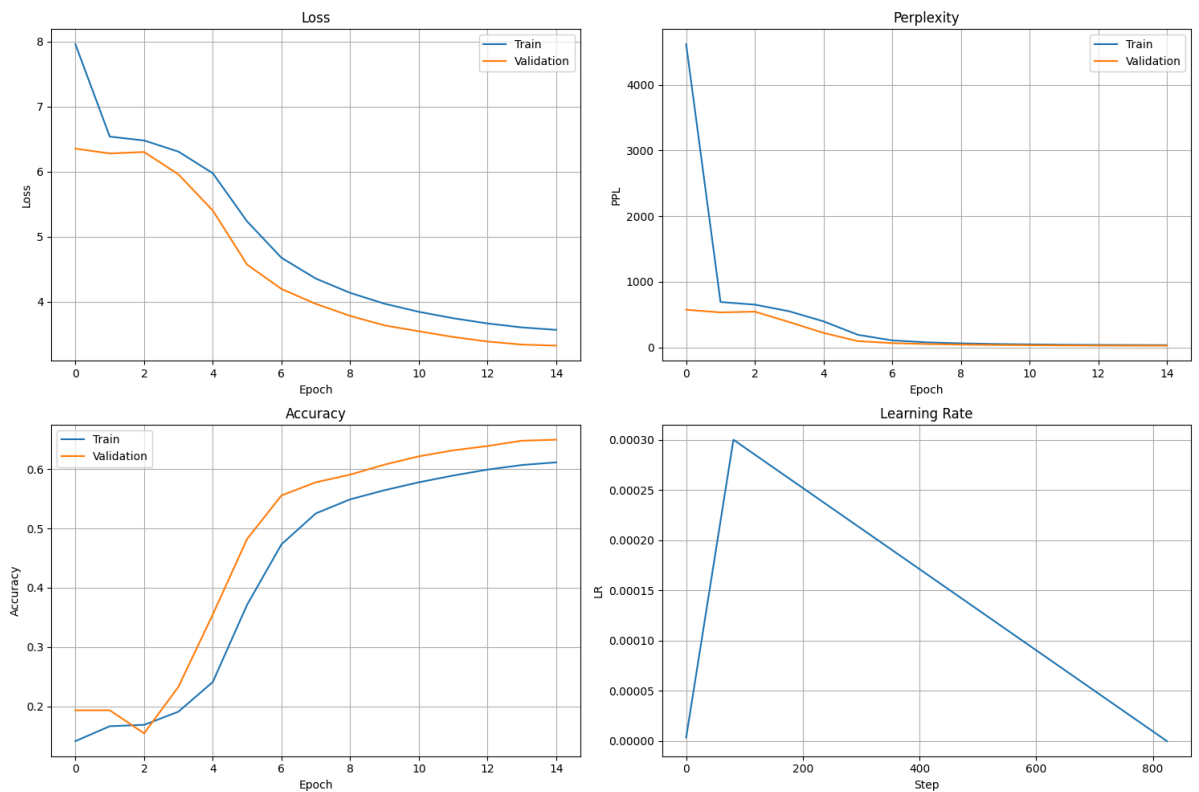 Loss
Train
Validation
8
7
6
5
4
Loss
0 2 4 6 8 10 12 14
Epoch
Perplexity
Train
Validation
4000
3000
2000
1000
0
PPL
0 2 4 6 8 10 12 14
Epoch
Accuracy
Train
Validation
0.6
0.5
0.4
0.3
0.2
Accuracy
0 2 4 6 8 10 12 14
Epoch
Learning Rate
0.00030
0.00025
0.00020
0.00015
0.00010
0.00005
0.00000
LR
0 200 400 600 800
Step